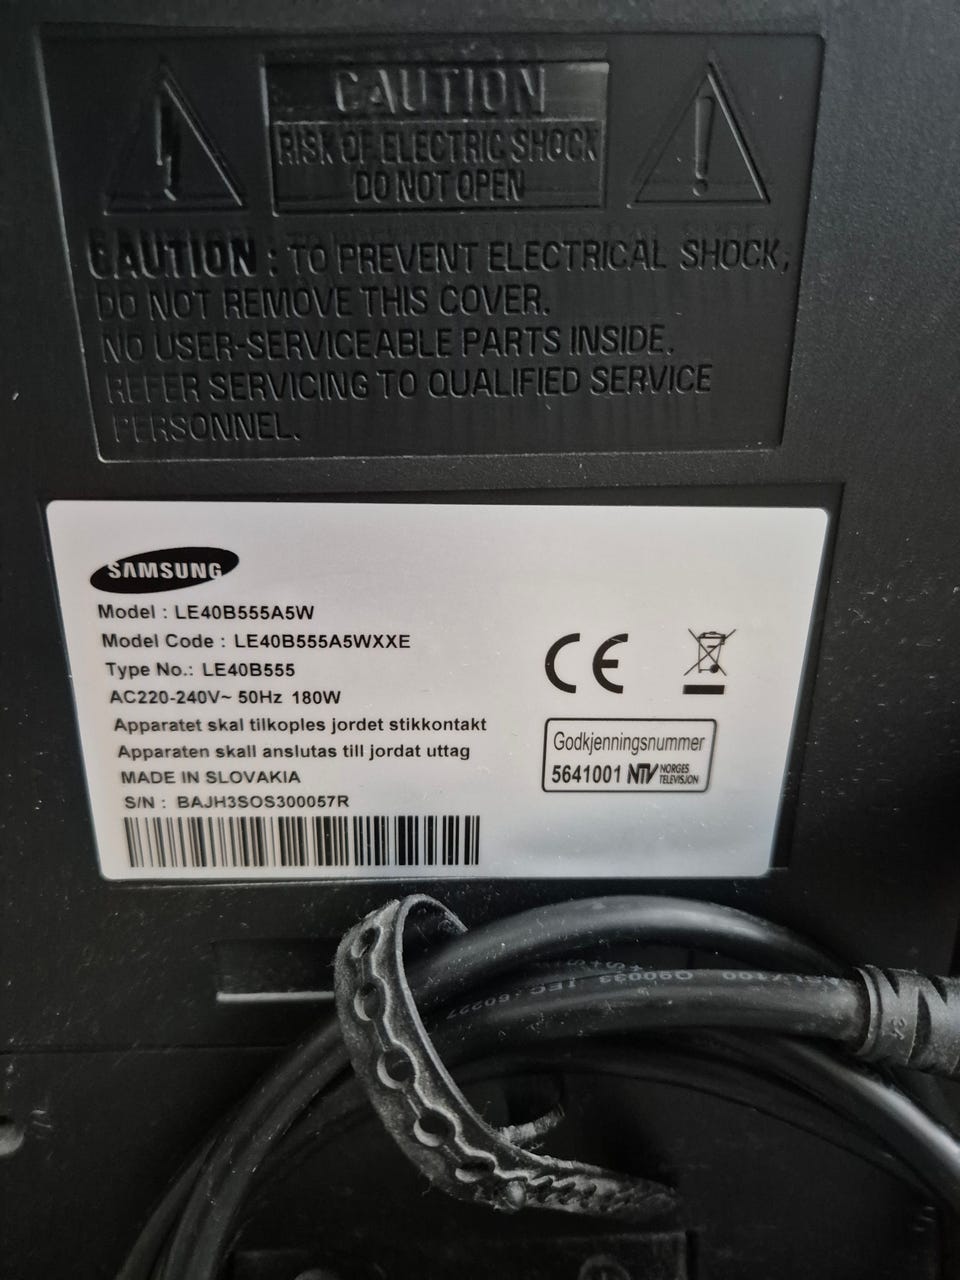 CAUTION
RISK OF ELECTRIC SHOCK
DO NOT OPEN
CAUTION : TO PREVENT ELECTRICAL SHOCK,
DO NOT REMOVE THIS COVER.
NO USER-SERVICEABLE PARTS INSIDE.
REFER SERVICING TO QUALIFIED SERVICE
PERSONNEL.
SAMSUNG
Model : LE40B555A5W
Model Code : LE40B555A5WXXE
Type No.: LE40B555
AC220-240V~ 50Hz 180W
Apparatet skal tilkoples jordet stikkontakt
Apparaten skall anslutas till jordat uttag
MADE IN SLOVAKIA
S/N : BAJH3SOS300057R
CE
Godkjenningsnummer
5641001 NTV NORGES
TELEVISJON